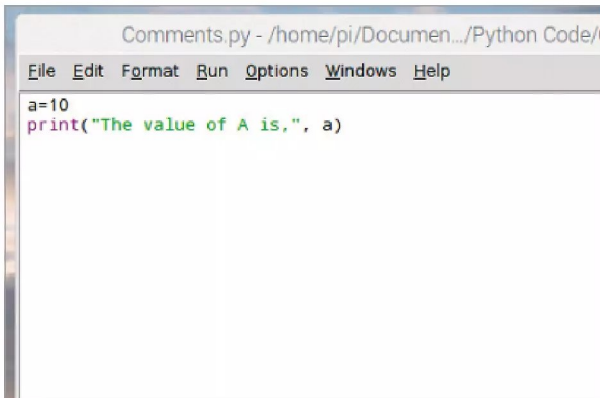 Comments.py - /home/pi/Documen.../Python Code/
File Edit Format Run Options Windows Help
a=10
print("The value of A is,", a)